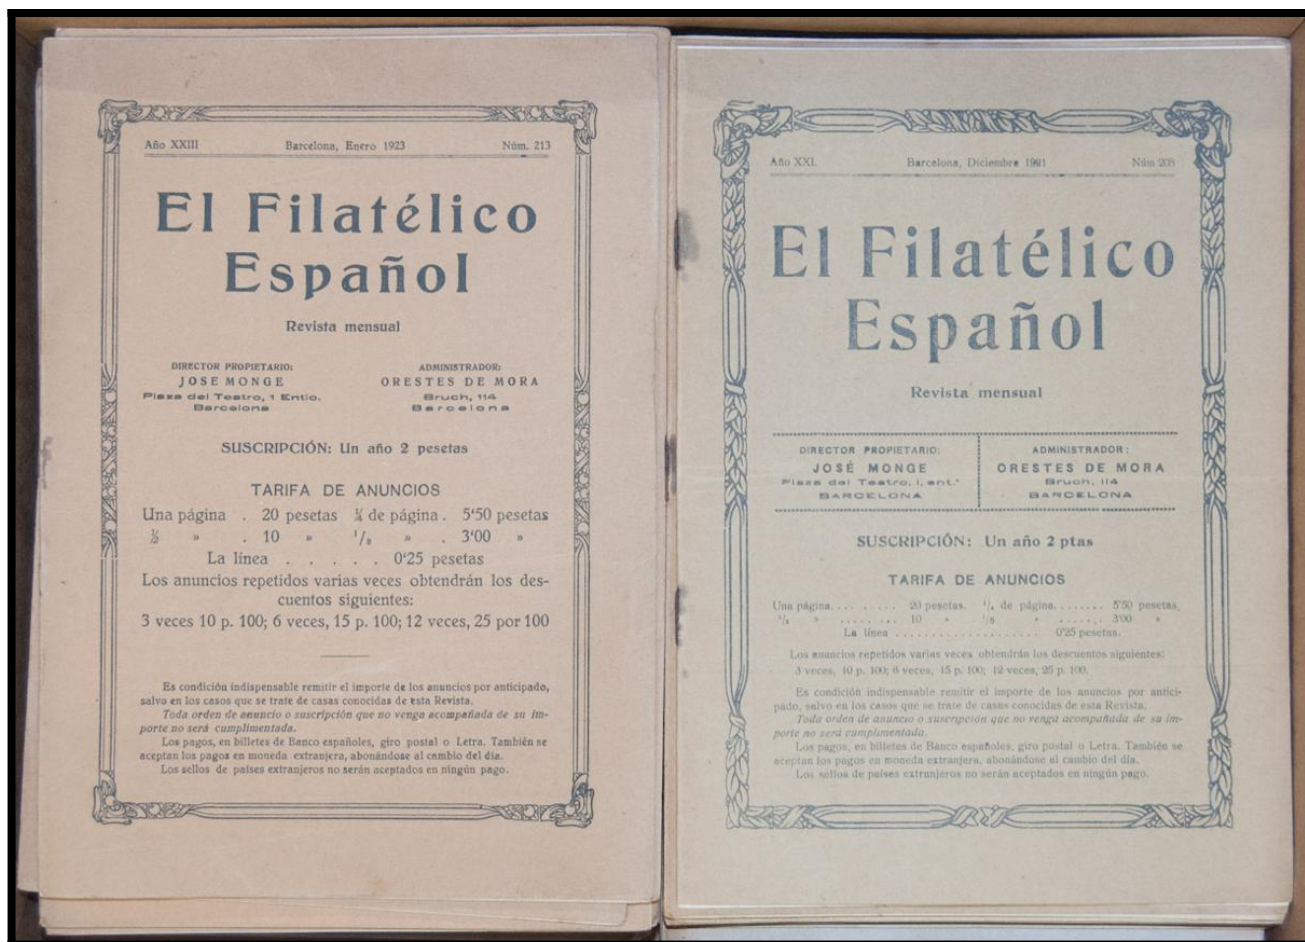 Año XXIII Barcelona, Enero 1923 Núm. 213
El Filatélico
Español
Revista mensual
DIRECTOR PROPIETARIO:
JOSE MONGE
Plaza del Teatro, 1 Entlo.
Barcelona
ADMINISTRADOR:
ORESTES DE MORA
Bruch, 114
Barcelona
SUSCRIPCIÓN: Un año 2 pesetas
TARIFA DE ANUNCIOS
Una página . 20 pesetas ¼ de página . 5'50 pesetas
½ » . 10 » 1/8 » . 3'00 »
La línea . . . . . 0'25 pesetas
Los anuncios repetidos varias veces obtendrán los des-
cuentos siguientes:
3 veces 10 p. 100; 6 veces, 15 p. 100; 12 veces, 25 por 100
Es condición indispensable remitir el importe de los anuncios por anticipado,
salvo en los casos que se trate de casas conocidas de esta Revista.
Toda orden de anuncio o suscripción que no venga acompañada de su im-
porte no será cumplimentada.
Los pagos, en billetes de Banco españoles, giro postal o Letra. También se
aceptan los pagos en moneda extranjera, abonándose al cambio del día.
Los sellos de países extranjeros no serán aceptados en ningún pago.
Año XXI. Barcelona, Diciembre 1921 Núm 208
El Filatélico
Español
Revista mensual
DIRECTOR PROPIETARIO:
JOSÉ MONGE
Plaza del Teatro, 1, ent.°
BARCELONA
ADMINISTRADOR:
ORESTES DE MORA
Bruch, 114
BARCELONA
SUSCRIPCIÓN: Un año 2 ptas
TARIFA DE ANUNCIOS
Una página. . . . . . . . . 20 pesetas. 1/4 de página. . . . . . . 5'50 pesetas,
1/2 » . . . . . . . . 10 » 1/8 » . . . . . . 3'00 »
La línea . . . . . . . . . . . . . . . . . . . . 0'25 pesetas.
Los anuncios repetidos varias veces obtendrán los descuentos siguientes:
3 veces, 10 p. 100; 6 veces, 15 p. 100; 12 veces, 25 p. 100.
Es condición indispensable remitir el importe de los anuncios por antici-
pado, salvo en los casos que se trate de casas conocidas de esta Revista.
Toda orden de anuncio o suscripción que no venga acompañada de su im-
porte no será cumplimentada.
Los pagos, en billetes de Banco españoles, giro postal o Letra. También se
aceptan los pagos en moneda extranjera, abonándose al cambio del día.
Los sellos de países extranjeros no serán aceptados en ningún pago.